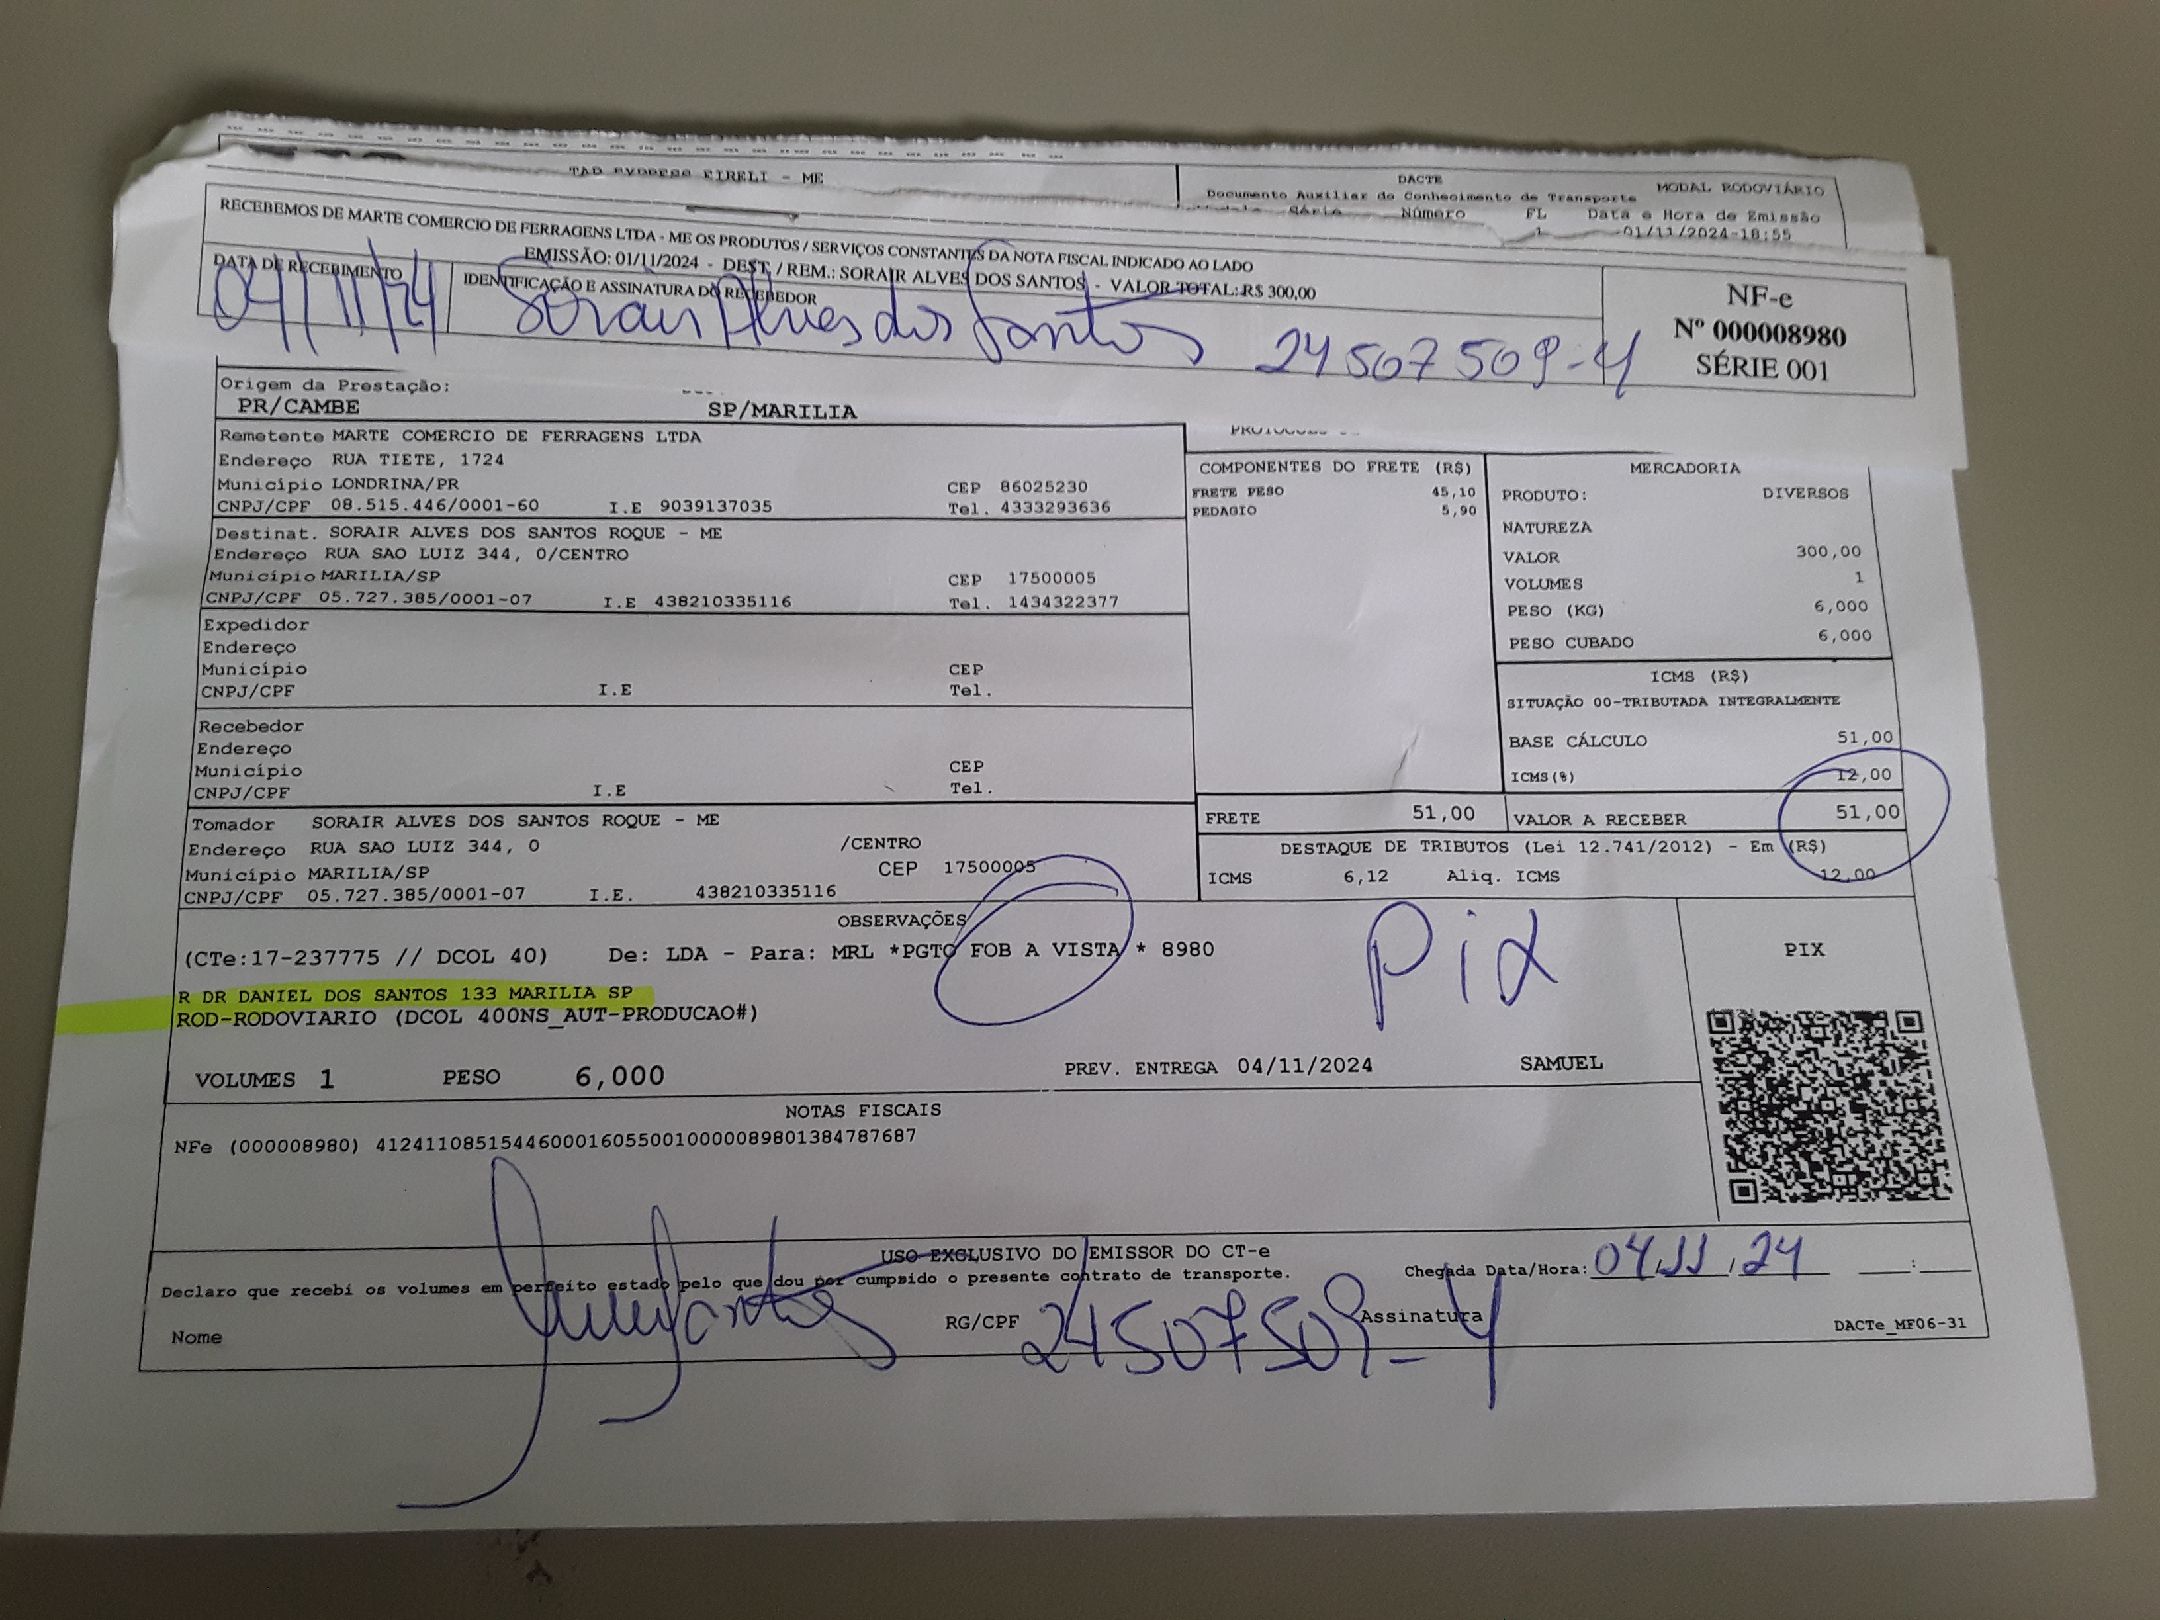 TAD EXPRESS EIRELI - ME
DACTE
MODAL RODOVIÁRIO
Documento Auxiliar do Conhecimento de Transporte
Série Número FL Data e Hora de Emissão
1 01/11/2024-18:55
RECEBEMOS DE MARTE COMERCIO DE FERRAGENS LTDA - ME OS PRODUTOS / SERVIÇOS CONSTANTES DA NOTA FISCAL INDICADO AO LADO
EMISSÃO: 01/11/2024 - DEST. / REM.: SORAIR ALVES DOS SANTOS - VALOR TOTAL: R$ 300,00
DATA DE RECEBIMENTO
IDENTIFICAÇÃO E ASSINATURA DO RECEBEDOR
04/11/24 Sorair Alves dos Santos 24507509-4
NF-e
Nº 000008980
SÉRIE 001
Origem da Prestação:
PR/CAMBE SP/MARILIA
Remetente MARTE COMERCIO DE FERRAGENS LTDA
Endereço RUA TIETE, 1724
Município LONDRINA/PR CEP 86025230
CNPJ/CPF 08.515.446/0001-60 I.E 9039137035 Tel. 4333293636
Destinat. SORAIR ALVES DOS SANTOS ROQUE - ME
Endereço RUA SAO LUIZ 344, 0/CENTRO
Município MARILIA/SP CEP 17500005
CNPJ/CPF 05.727.385/0001-07 I.E 438210335116 Tel. 1434322377
Expedidor
Endereço
Município CEP
CNPJ/CPF I.E Tel.
Recebedor
Endereço
Município CEP
CNPJ/CPF I.E Tel.
Tomador SORAIR ALVES DOS SANTOS ROQUE - ME
Endereço RUA SAO LUIZ 344, 0 /CENTRO
Município MARILIA/SP CEP 17500005
CNPJ/CPF 05.727.385/0001-07 I.E. 438210335116
COMPONENTES DO FRETE (R$)
FRETE PESO 45,10
PEDAGIO 5,90
MERCADORIA
PRODUTO: DIVERSOS
NATUREZA
VALOR 300,00
VOLUMES 1
PESO (KG) 6,000
PESO CUBADO 6,000
ICMS (R$)
SITUAÇÃO 00-TRIBUTADA INTEGRALMENTE
BASE CÁLCULO 51,00
ICMS(%) 12,00
FRETE 51,00 VALOR A RECEBER 51,00
DESTAQUE DE TRIBUTOS (Lei 12.741/2012) - Em (R$)
ICMS 6,12 Aliq. ICMS 12,00
OBSERVAÇÕES
(CTe:17-237775 // DCOL 40) De: LDA - Para: MRL *PGTO FOB A VISTA * 8980
R DR DANIEL DOS SANTOS 133 MARILIA SP
ROD-RODOVIARIO (DCOL 400NS_AUT-PRODUCAO#)
Pix
PIX
VOLUMES 1 PESO 6,000 PREV. ENTREGA 04/11/2024 SAMUEL
NOTAS FISCAIS
NFe (000008980) 41241108515446000160550010000089801384787687
USO EXCLUSIVO DO EMISSOR DO CT-e
Declaro que recebi os volumes em perfeito estado pelo que dou por cumprido o presente contrato de transporte.
Chegada Data/Hora: 04/11/24 :
Nome RG/CPF 24507509-4 Assinatura
DACTe_MF06-31